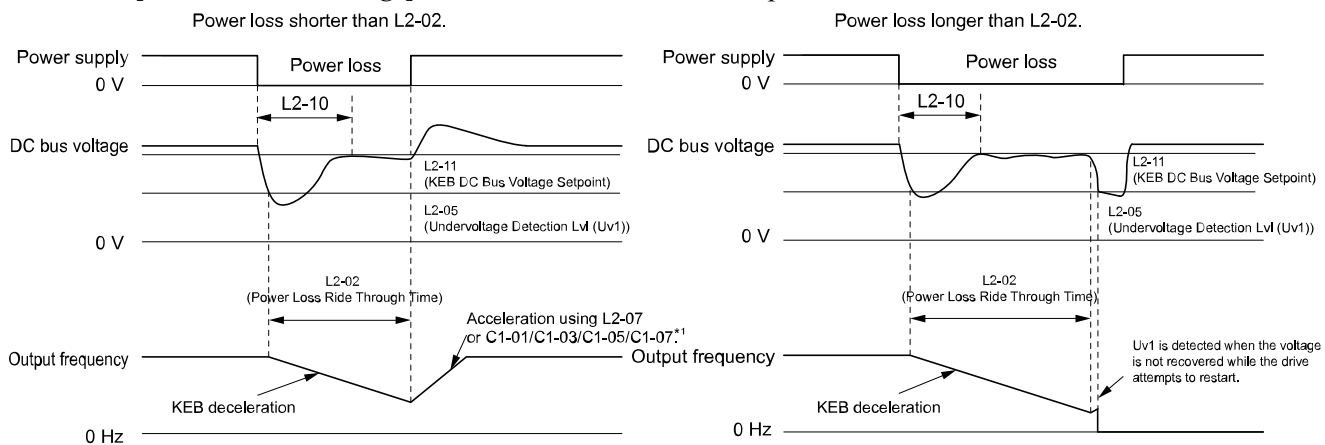 Power loss shorter than L2-02.
Power supply
Power loss
0 V
L2-10
DC bus voltage
L2-11
(KEB DC Bus Voltage Setpoint)
L2-05
(Undervoltage Detection Lvl (Uv1))
0 V
L2-02
(Power Loss Ride Through Time)
Acceleration using L2-07
or C1-01/C1-03/C1-05/C1-07.*1
Output frequency
KEB deceleration
0 Hz
Power loss longer than L2-02.
Power supply
Power loss
0 V
L2-10
DC bus voltage
L2-11
(KEB DC Bus Voltage Setpoint)
L2-05
(Undervoltage Detection Lvl (Uv1))
0 V
L2-02
(Power Loss Ride Through Time)
Uv1 is detected when the voltage
is not recovered while the drive
attempts to restart.
Output frequency
KEB deceleration
0 Hz